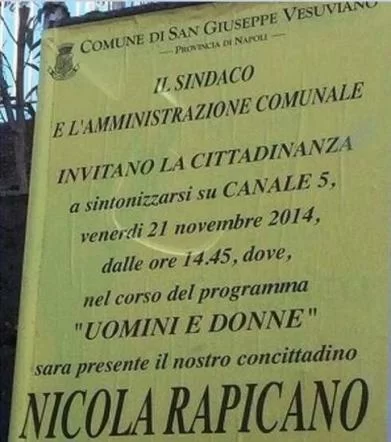 COMUNE DI SAN GIUSEPPE VESUVIANO
— PROVINCIA DI NAPOLI —
IL SINDACO
E L'AMMINISTRAZIONE COMUNALE
INVITANO LA CITTADINANZA
a sintonizzarsi su CANALE 5,
venerdi 21 novembre 2014,
dalle ore 14.45, dove,
nel corso del programma
"UOMINI E DONNE"
sara presente il nostro concittadino
NICOLA RAPICANO